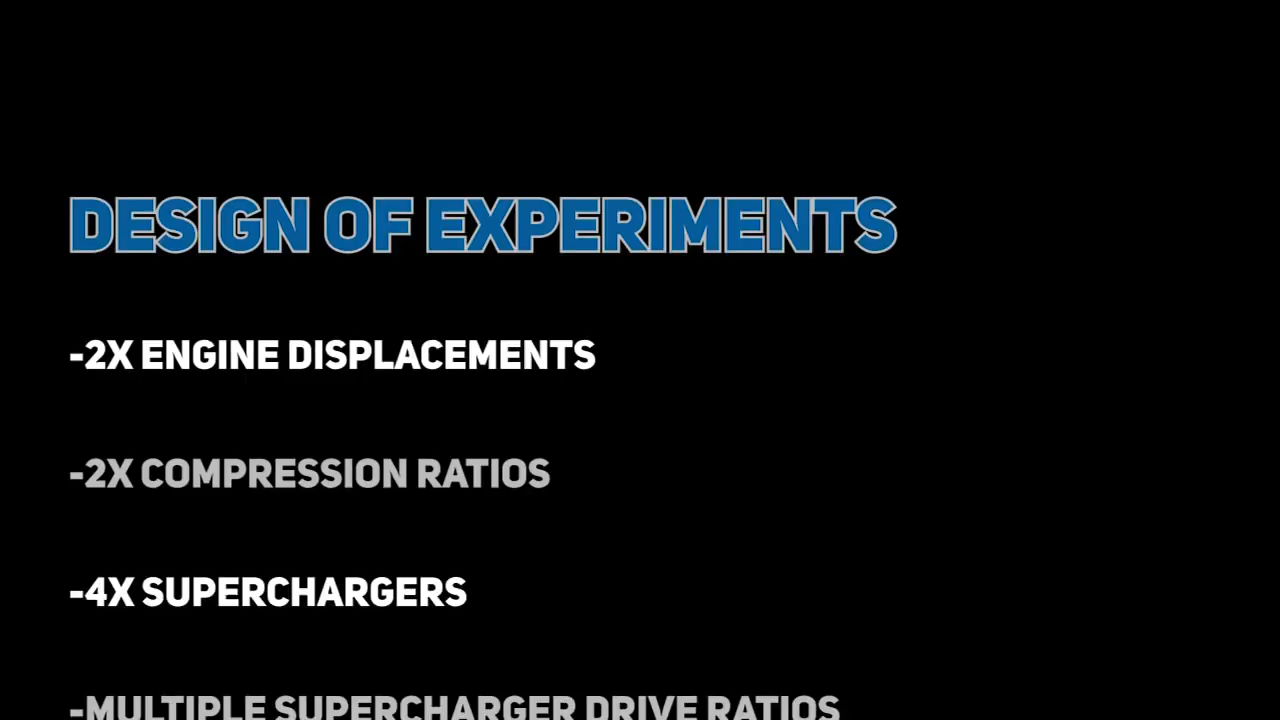 DESIGN OF EXPERIMENTS
-2X ENGINE DISPLACEMENTS
-2X COMPRESSION RATIOS
-4X SUPERCHARGERS
-MULTIPLE SUPERCHARGER DRIVE RATIOS